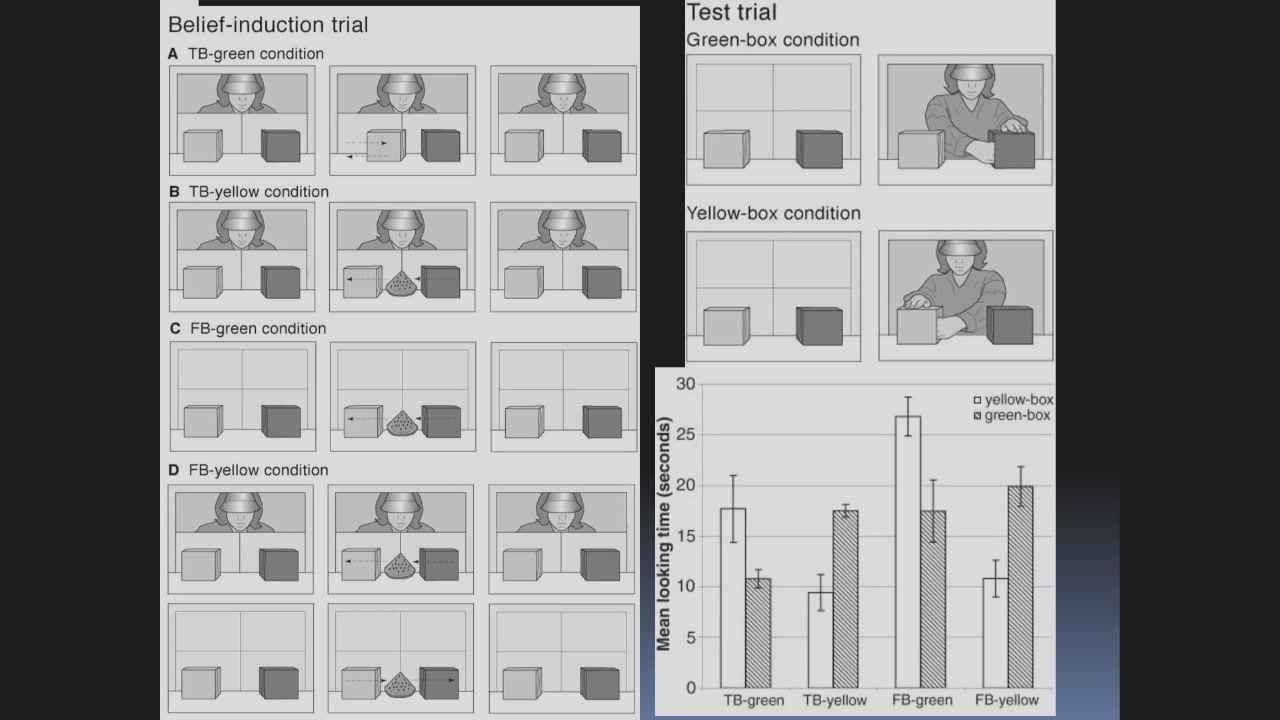 Belief-induction trial
A TB-green condition
B TB-yellow condition
C FB-green condition
D FB-yellow condition
Test trial
Green-box condition
Yellow-box condition
Mean looking time (seconds)
30
25
20
15
10
5
0
yellow-box
green-box
TB-green TB-yellow FB-green FB-yellow